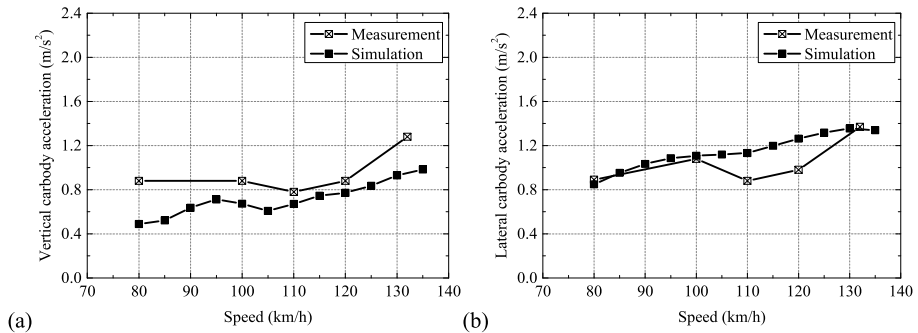 2.4
2.0
1.6
1.2
0.8
0.4
0.0
Vertical carbody acceleration (m/s²)
Measurement
Simulation
70 80 90 100 110 120 130 140
Speed (km/h)
(a)
2.4
2.0
1.6
1.2
0.8
0.4
0.0
Lateral carbody acceleration (m/s²)
Measurement
Simulation
70 80 90 100 110 120 130 140
Speed (km/h)
(b)